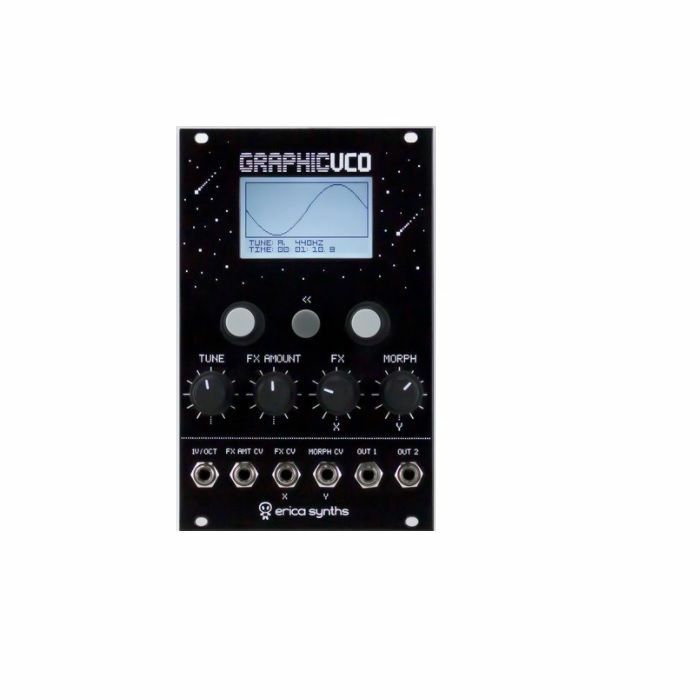 GRAPHICVCO
TUNE: A. 440HZ
TIME: 00: 01: 10. 8
<<
TUNE FX AMOUNT FX MORPH
X Y
1V/OCT FX AMT CV FX CV MORPH CV OUT 1 OUT 2
X Y
erica synths